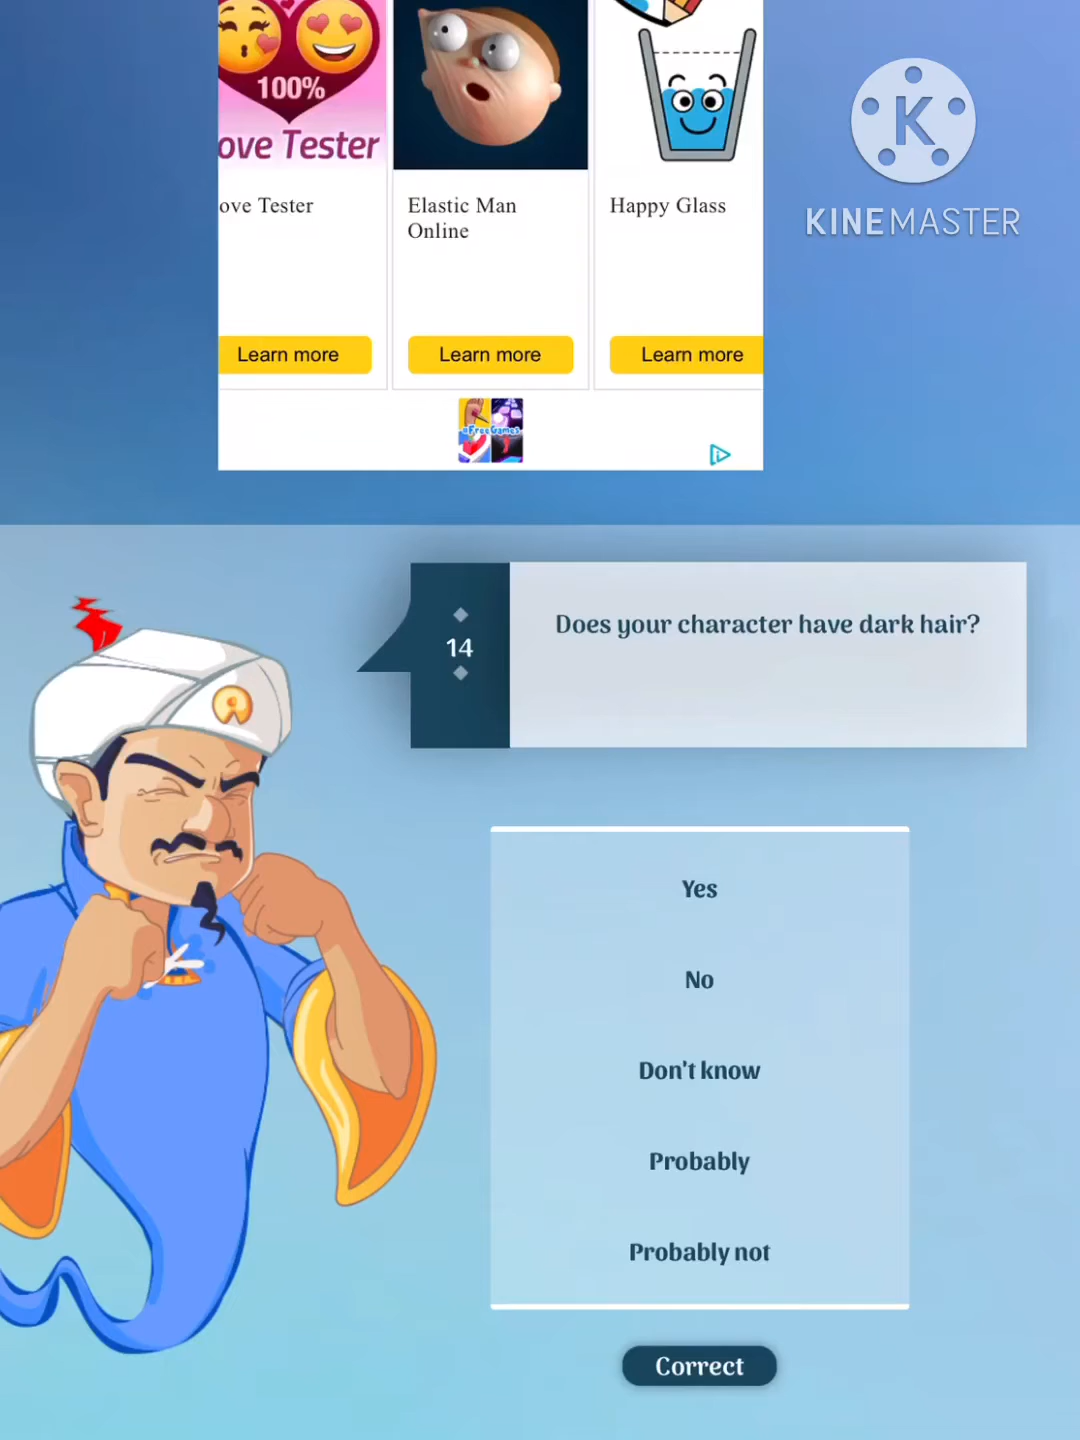 100%
ove Tester
ove Tester
Elastic Man
Online
Happy Glass
KINEMASTER
Learn more
Learn more
Learn more
#FreeGames
14
Does your character have dark hair?
Yes
No
Don't know
Probably
Probably not
Correct